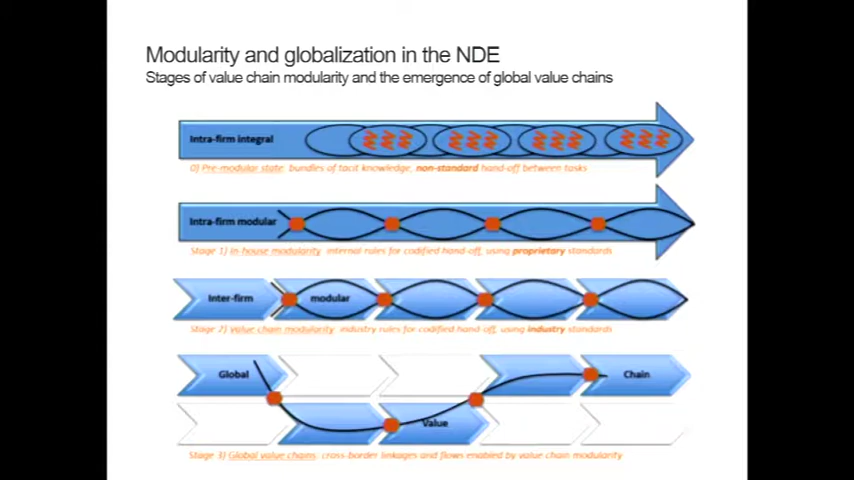 Modularity and globalization in the NDE
Stages of value chain modularity and the emergence of global value chains
Intra-firm integral
0) Pre-modular state, bundles of tacit knowledge, non-standard hand-off between tasks
Intra-firm modular
Stage 1) In house modularity internal rules for codified hand-off, using proprietary standards
Inter-firm modular
Stage 2) Value chain modularity: industry rules for codified hand-off, using industry standards
Global Chain
Value
Stage 3) Global value chains: cross-border linkages and flows enabled by value chain modularity